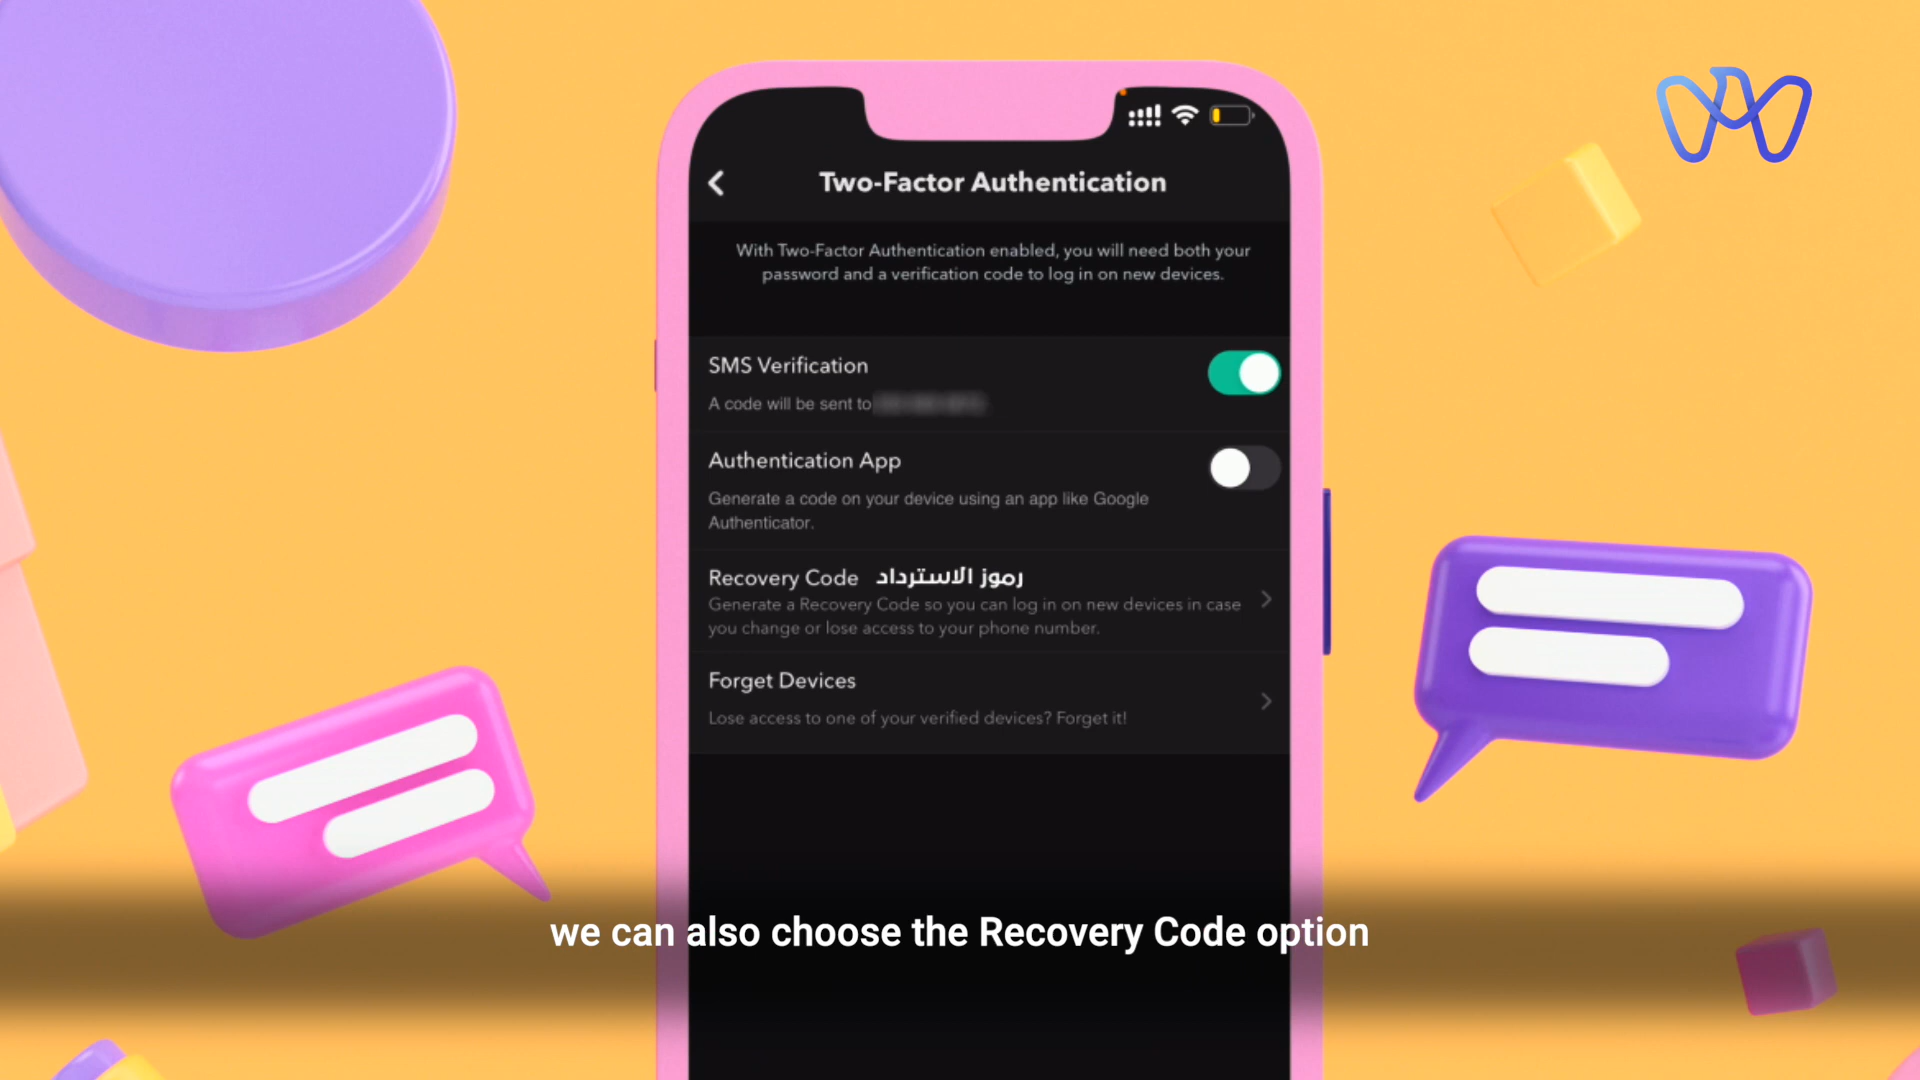 Two-Factor Authentication
With Two-Factor Authentication enabled, you will need both your
password and a verification code to log in on new devices.
SMS Verification
A code will be sent to
Authentication App
Generate a code on your device using an app like Google
Authenticator.
Recovery Code رموز الاسترداد
Generate a Recovery Code so you can log in on new devices in case
you change or lose access to your phone number.
Forget Devices
Lose access to one of your verified devices? Forget it!
we can also choose the Recovery Code option